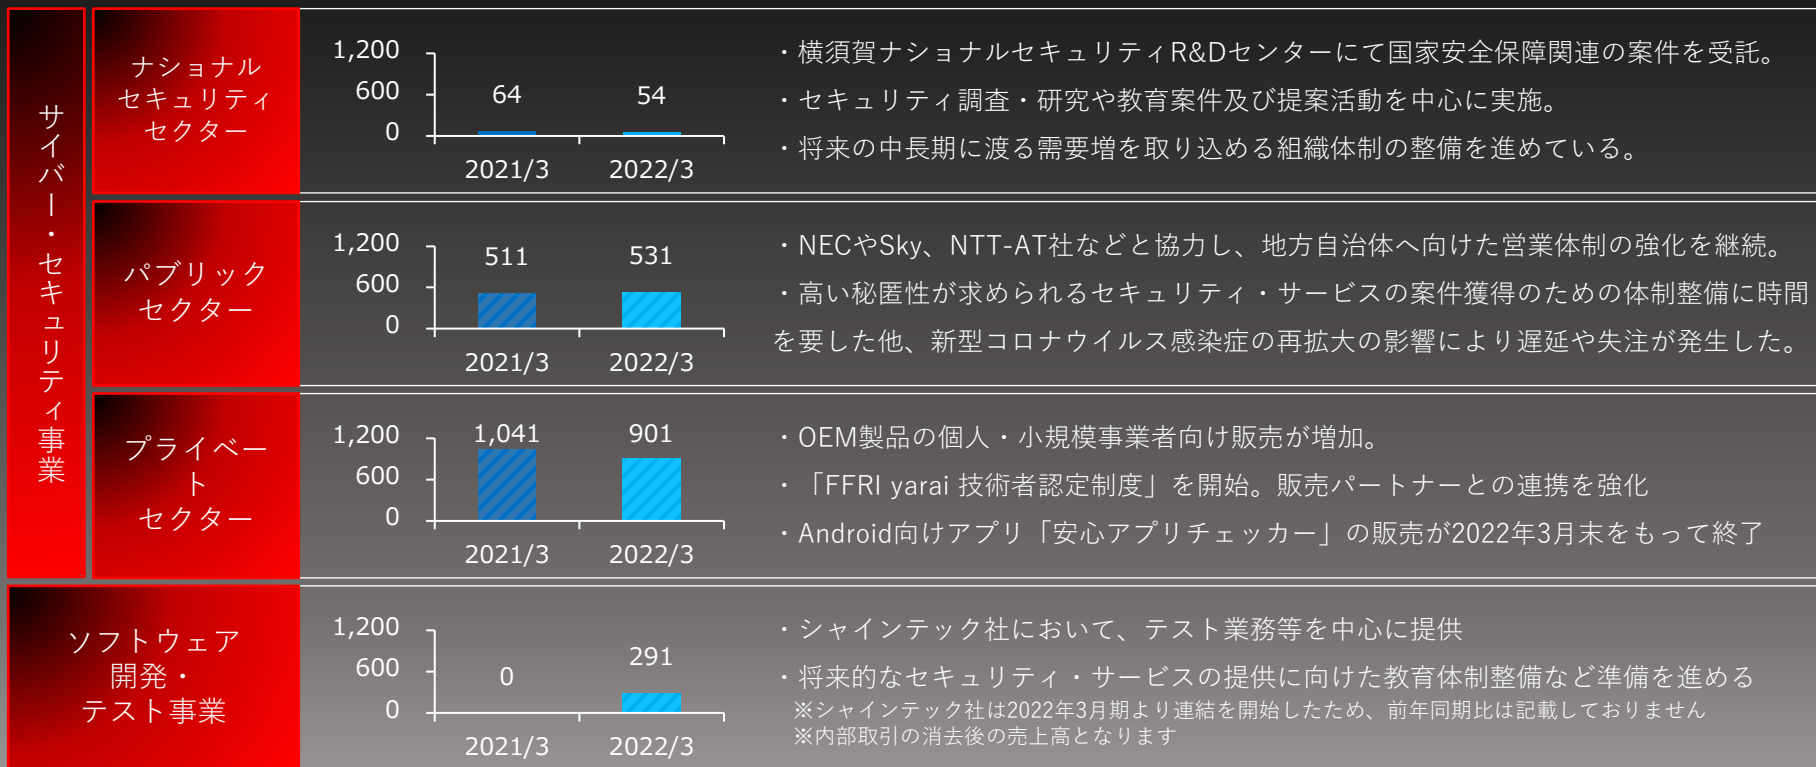 サイバー・セキュリティ事業
ナショナル
セキュリティ
セクター
1,200
600
0
64
54
2021/3
2022/3
・横須賀ナショナルセキュリティR&Dセンターにて国家安全保障関連の案件を受託。
・セキュリティ調査・研究や教育案件及び提案活動を中心に実施。
・将来の中長期に渡る需要増を取り込める組織体制の整備を進めている。
パブリック
セクター
1,200
600
0
511
531
2021/3
2022/3
・NECやSky、NTT-AT社などと協力し、地方自治体へ向けた営業体制の強化を継続。
・高い秘匿性が求められるセキュリティ・サービスの案件獲得のための体制整備に時間
を要した他、新型コロナウイルス感染症の再拡大の影響により遅延や失注が発生した。
プライベー
ト
セクター
1,200
600
0
1,041
901
2021/3
2022/3
・OEM製品の個人・小規模事業者向け販売が増加。
・「FFRI yarai 技術者認定制度」を開始。販売パートナーとの連携を強化
・Android向けアプリ「安心アプリチェッカー」の販売が2022年3月末をもって終了
ソフトウェア
開発・
テスト事業
1,200
600
0
0
291
2021/3
2022/3
・シャインテック社において、テスト業務等を中心に提供
・将来的なセキュリティ・サービスの提供に向けた教育体制整備など準備を進める
※シャインテック社は2022年3月期より連結を開始したため、前年同期比は記載しておりません
※内部取引の消去後の売上高となります